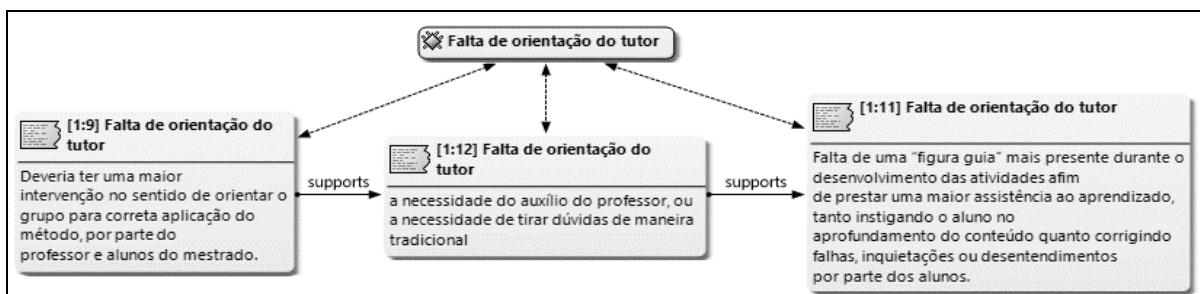 Falta de orientação do tutor
[1:9] Falta de orientação do
tutor
Deveria ter uma maior
intervenção no sentido de orientar o
grupo para correta aplicação do
método, por parte do
professor e alunos do mestrado.
supports
[1:12] Falta de orientação do
tutor
a necessidade do auxílio do professor, ou
a necessidade de tirar dúvidas de maneira
tradicional
supports
[1:11] Falta de orientação do tutor
Falta de uma “figura guia” mais presente durante o
desenvolvimento das atividades afim
de prestar uma maior assistência ao aprendizado,
tanto instigando o aluno no
aprofundamento do conteúdo quanto corrigindo
falhas, inquietações ou desentendimentos
por parte dos alunos.